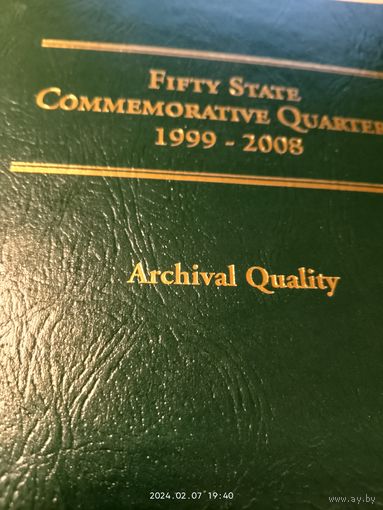 FIFTY STATE
COMMEMORATIVE QUARTER
1999 - 2008
Archival Quality
2024.02.07 19:40
www.ay.by